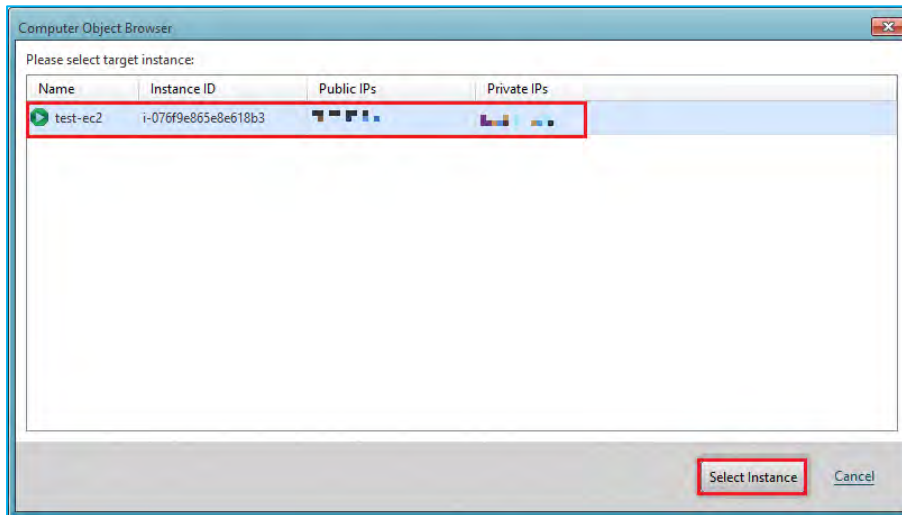 Computer Object Browser
Please select target instance:
Name Instance ID Public IPs Private IPs
test-ec2 i-076f9e865e8e618b3
Select Instance Cancel